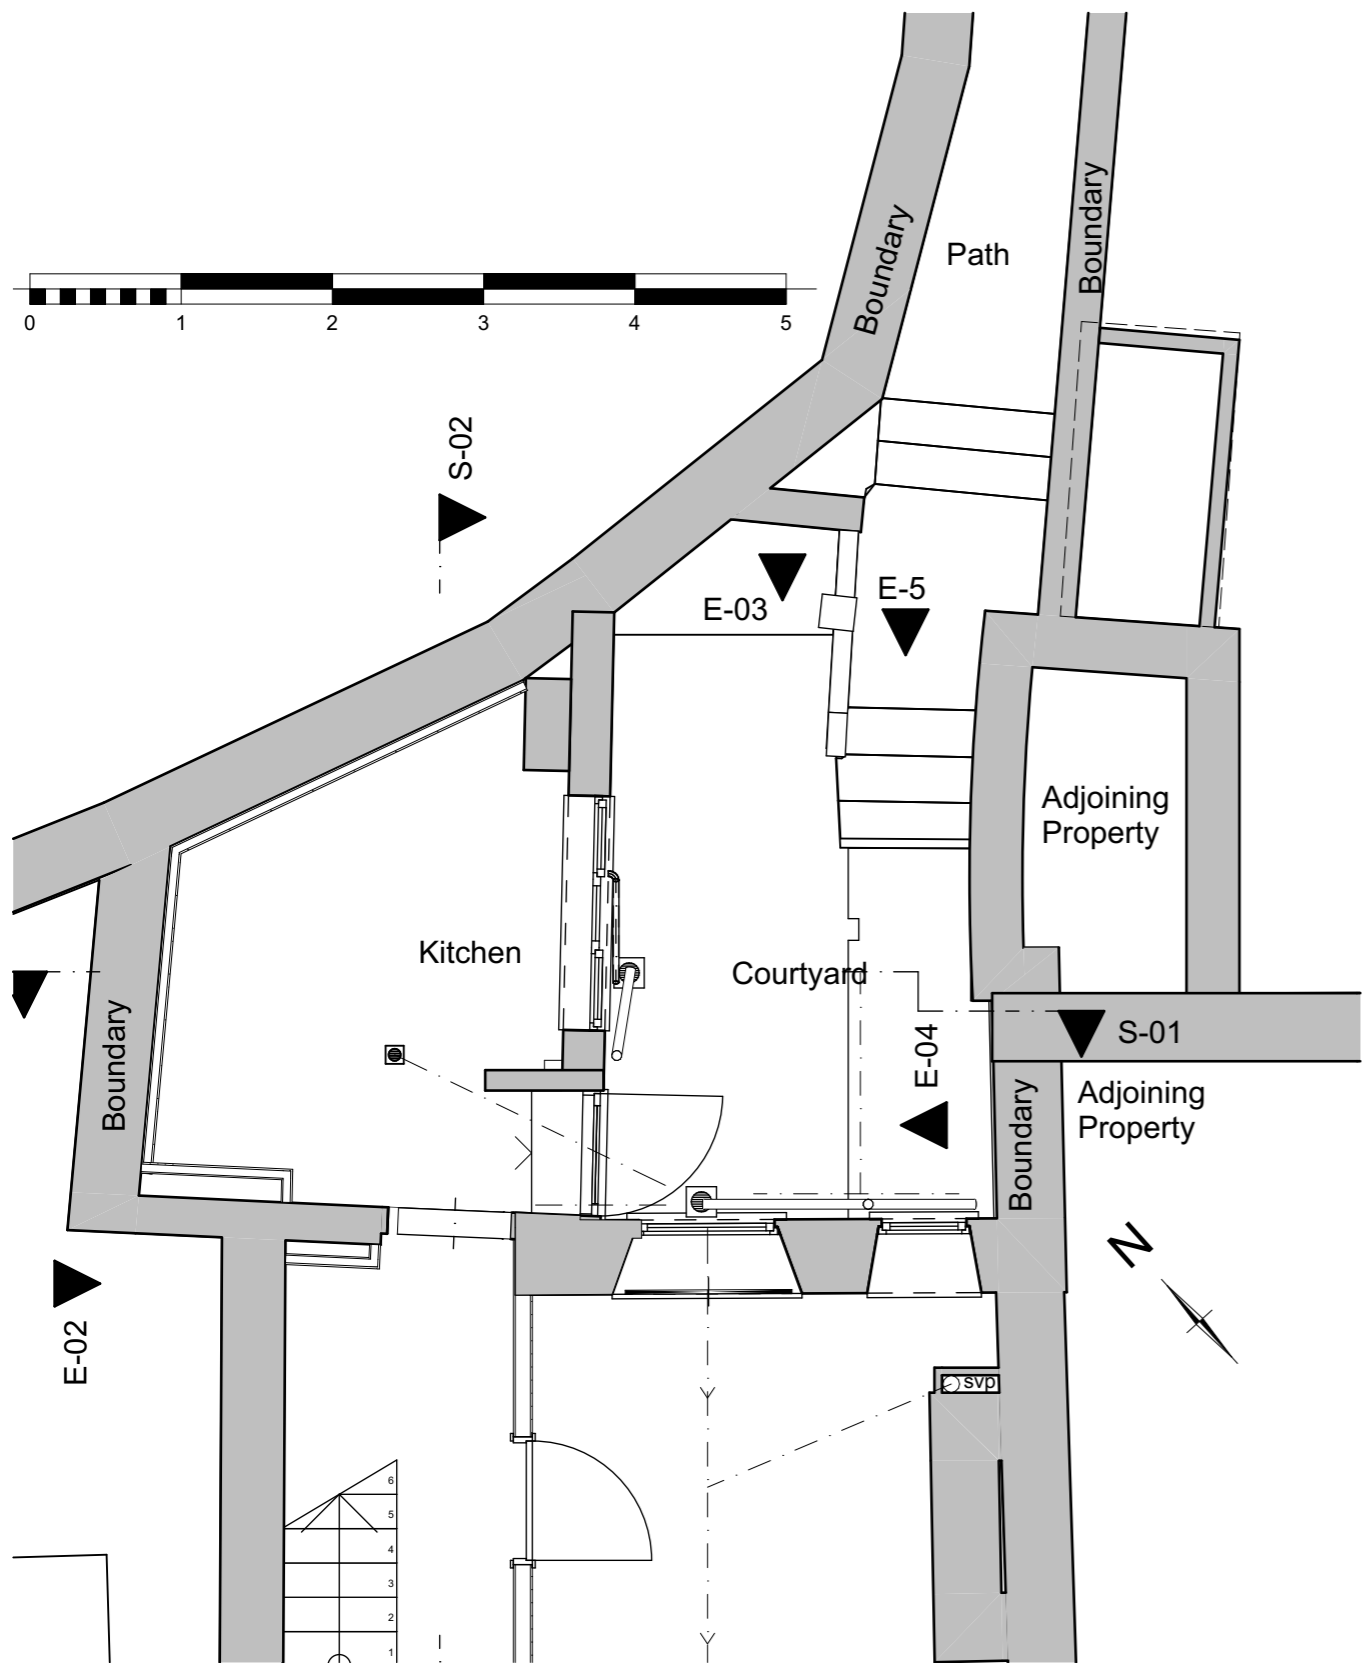 Boundary
Path
Boundary
0 1 2 3 4 5
S-02
E-03
E-5
Adjoining
Property
Kitchen
Courtyard
Boundary
E-04
S-01
Adjoining
Property
Boundary
N
E-02
svp
6
5
4
3
2
1